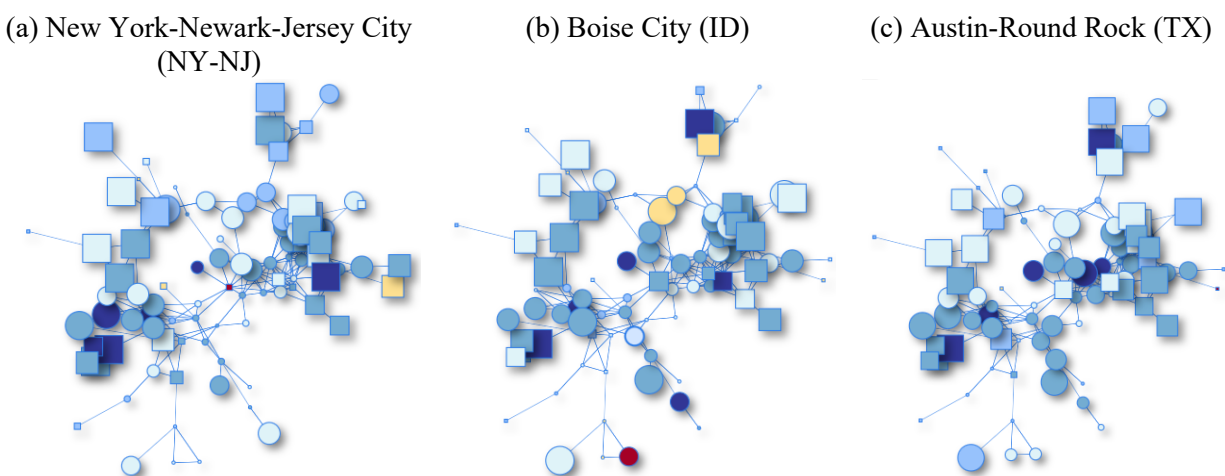 (a) New York-Newark-Jersey City
(NY-NJ)
(b) Boise City (ID)
(c) Austin-Round Rock (TX)